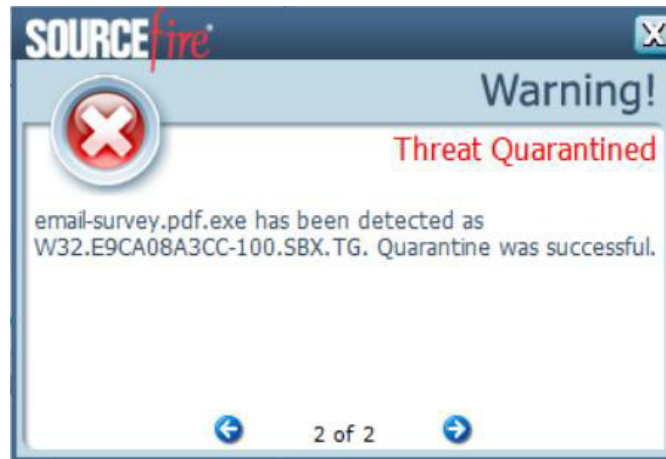 SOURCEfire
X
Warning!
Threat Quarantined
email-survey.pdf.exe has been detected as
W32.E9CA08A3CC-100.SBX.TG. Quarantine was successful.
2 of 2